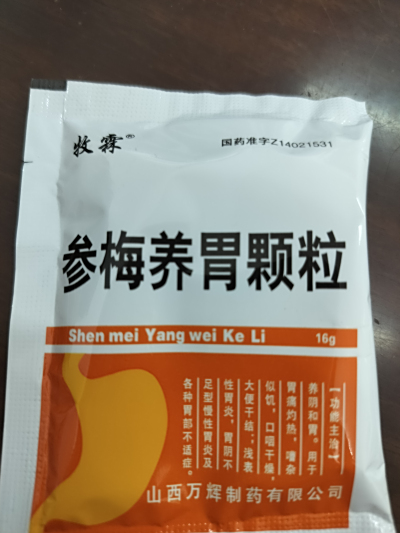 牧霖®
国药准字Z14021531
参梅养胃颗粒
Shen mei Yang wei Ke Li
16g
【功能主治】
养阴和胃。用于
胃痛灼热，嘈杂
似饥，口咽干燥，
大便干结；浅表
性胃炎，胃阴不
足型慢性胃炎及
各种胃部不适症。
山西万辉制药有限公司